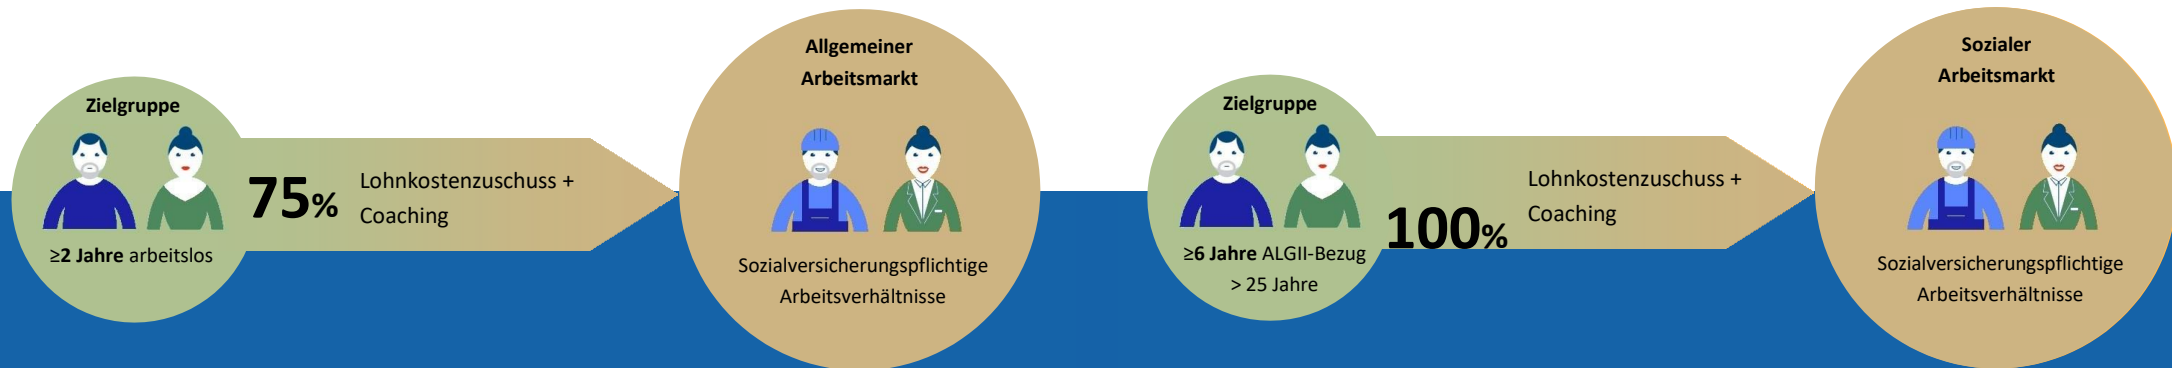 Zielgruppe
≥2 Jahre arbeitslos
75%
Lohnkostenzuschuss +
Coaching
Allgemeiner
Arbeitsmarkt
Sozialversicherungspflichtige
Arbeitsverhältnisse
Zielgruppe
≥6 Jahre ALGII-Bezug
> 25 Jahre
100%
Lohnkostenzuschuss +
Coaching
Sozialer
Arbeitsmarkt
Sozialversicherungspflichtige
Arbeitsverhältnisse